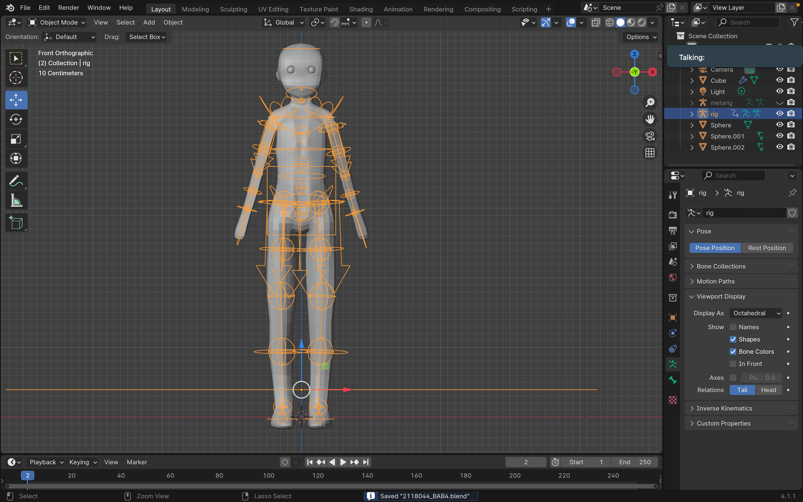 File Edit Render Window Help Layout Modeling Sculpting UV Editing Texture Paint Shading Animation Rendering Compositing Scripting + Scene View Layer
Object Mode View Select Add Object Global Search
Orientation: Default Drag: Select Box Options
Scene Collection
Front Orthographic
(2) Collection | rig
10 Centimeters
Talking:
Z
Y
X
Camera
Cube
Light
metarig
rig
Sphere
Sphere.001
Sphere.002
Search
rig rig
rig
Pose
Pose Position Rest Position
Bone Collections
Motion Paths
Viewport Display
Display As Octahedral
Show Names
Shapes
Bone Colors
In Front
Axes Po... 0.0
Relations Tail Head
Inverse Kinematics
Custom Properties
Playback Keying View Marker 2 Start 1 End 250
2 20 40 60 80 100 120 140 160 180 200 220 240
Select Zoom View Lasso Select Saved "2118044_BAB4.blend" 4.1.1